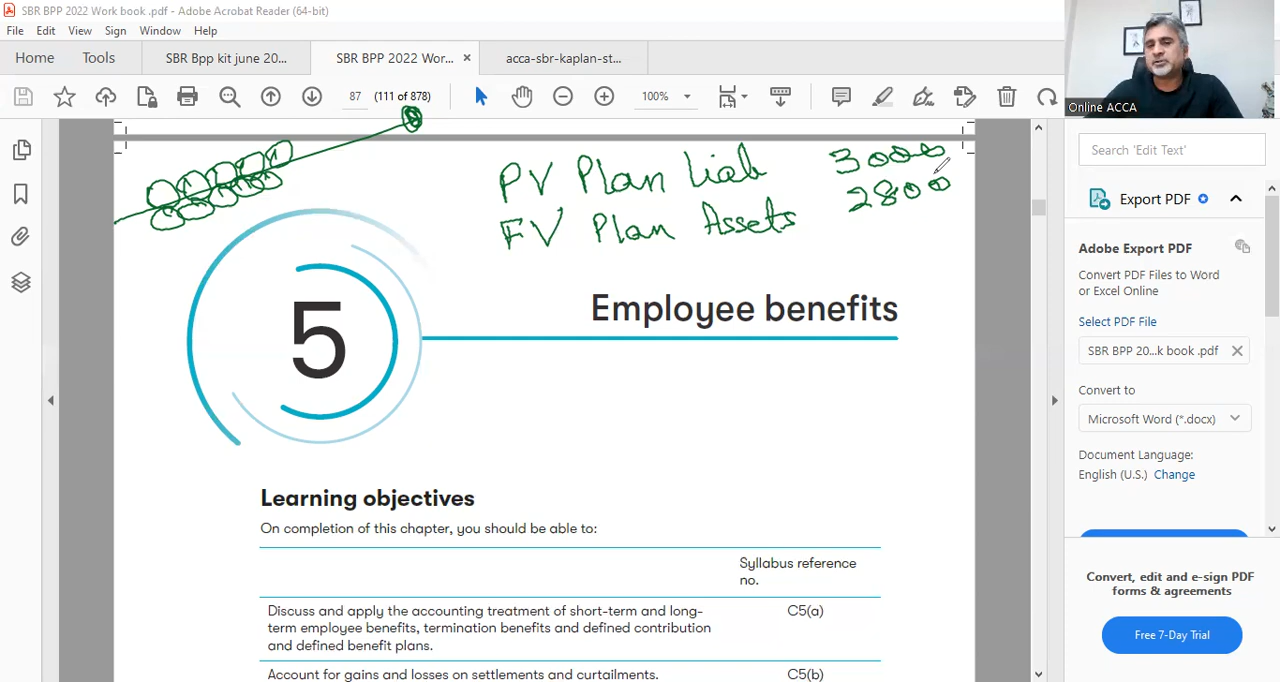 SBR BPP 2022 Work book .pdf - Adobe Acrobat Reader (64-bit)
File Edit View Sign Window Help
Home Tools SBR Bpp kit june 20... SBR BPP 2022 Wor... × acca-sbr-kaplan-st...
87 (111 of 878) 100%
Online ACCA
PV Plan Liab 3000
FV Plan Assets 2800
5
Employee benefits
Learning objectives
On completion of this chapter, you should be able to:
Syllabus reference
no.
Discuss and apply the accounting treatment of short-term and long-
term employee benefits, termination benefits and defined contribution
and defined benefit plans.
C5(a)
Account for gains and losses on settlements and curtailments. C5(b)
Search 'Edit Text'
Export PDF
Adobe Export PDF
Convert PDF Files to Word
or Excel Online
Select PDF File
SBR BPP 20...k book .pdf
Convert to
Microsoft Word (*.docx)
Document Language:
English (U.S.) Change
Convert, edit and e-sign PDF
forms & agreements
Free 7-Day Trial